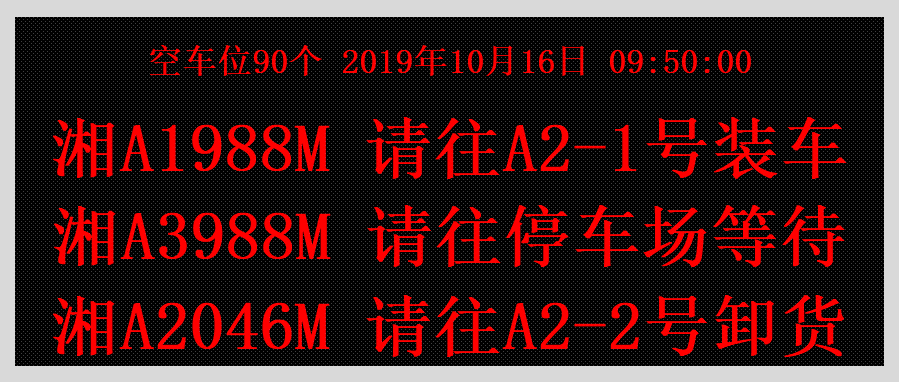 空车位90个 2019年10月16日 09:50:00
湘A1988M 请往A2-1号装车
湘A3988M 请往停车场等待
湘A2046M 请往A2-2号卸货